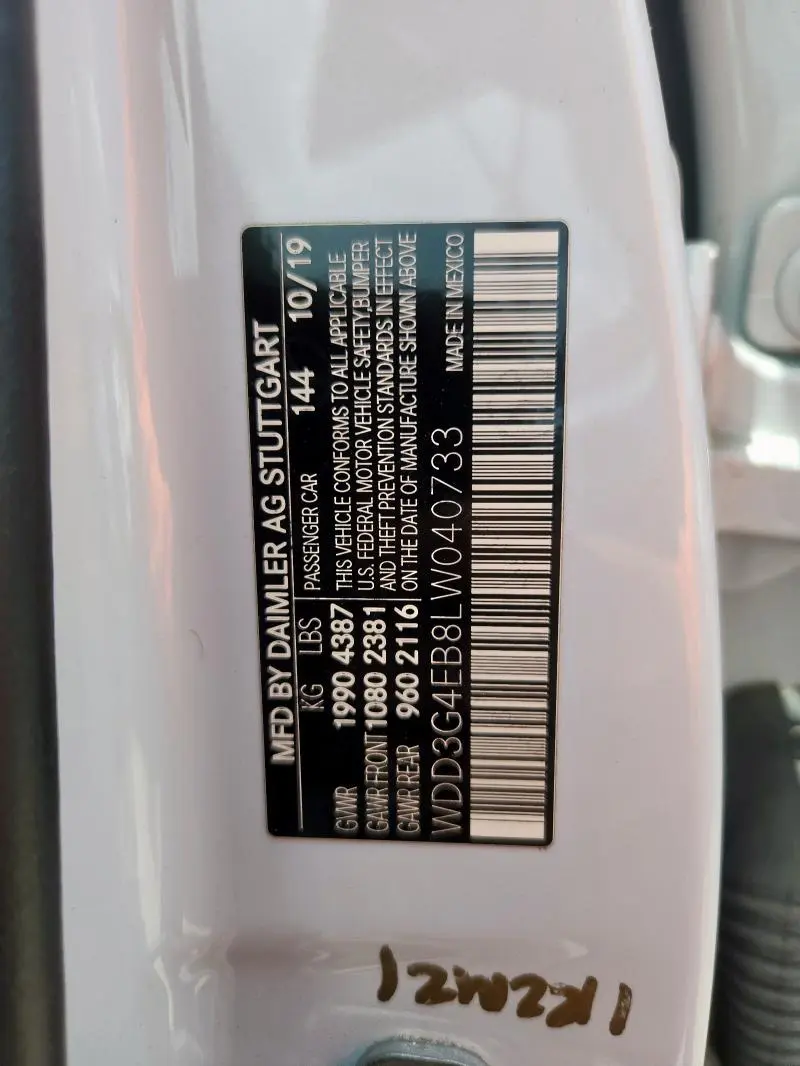 MFD BY DAIMLER AG STUTTGART
KG LBS PASSENGER CAR 144 10/19
GVWR 1990 4387 THIS VEHICLE CONFORMS TO ALL APPLICABLE
GAWR FRONT 1080 2381 U.S. FEDERAL MOTOR VEHICLE SAFETY,BUMPER
GAWR REAR 960 2116 AND THEFT PREVENTION STANDARDS IN EFFECT
ON THE DATE OF MANUFACTURE SHOWN ABOVE
WDD3G4EB8LW040733 MADE IN MEXICO